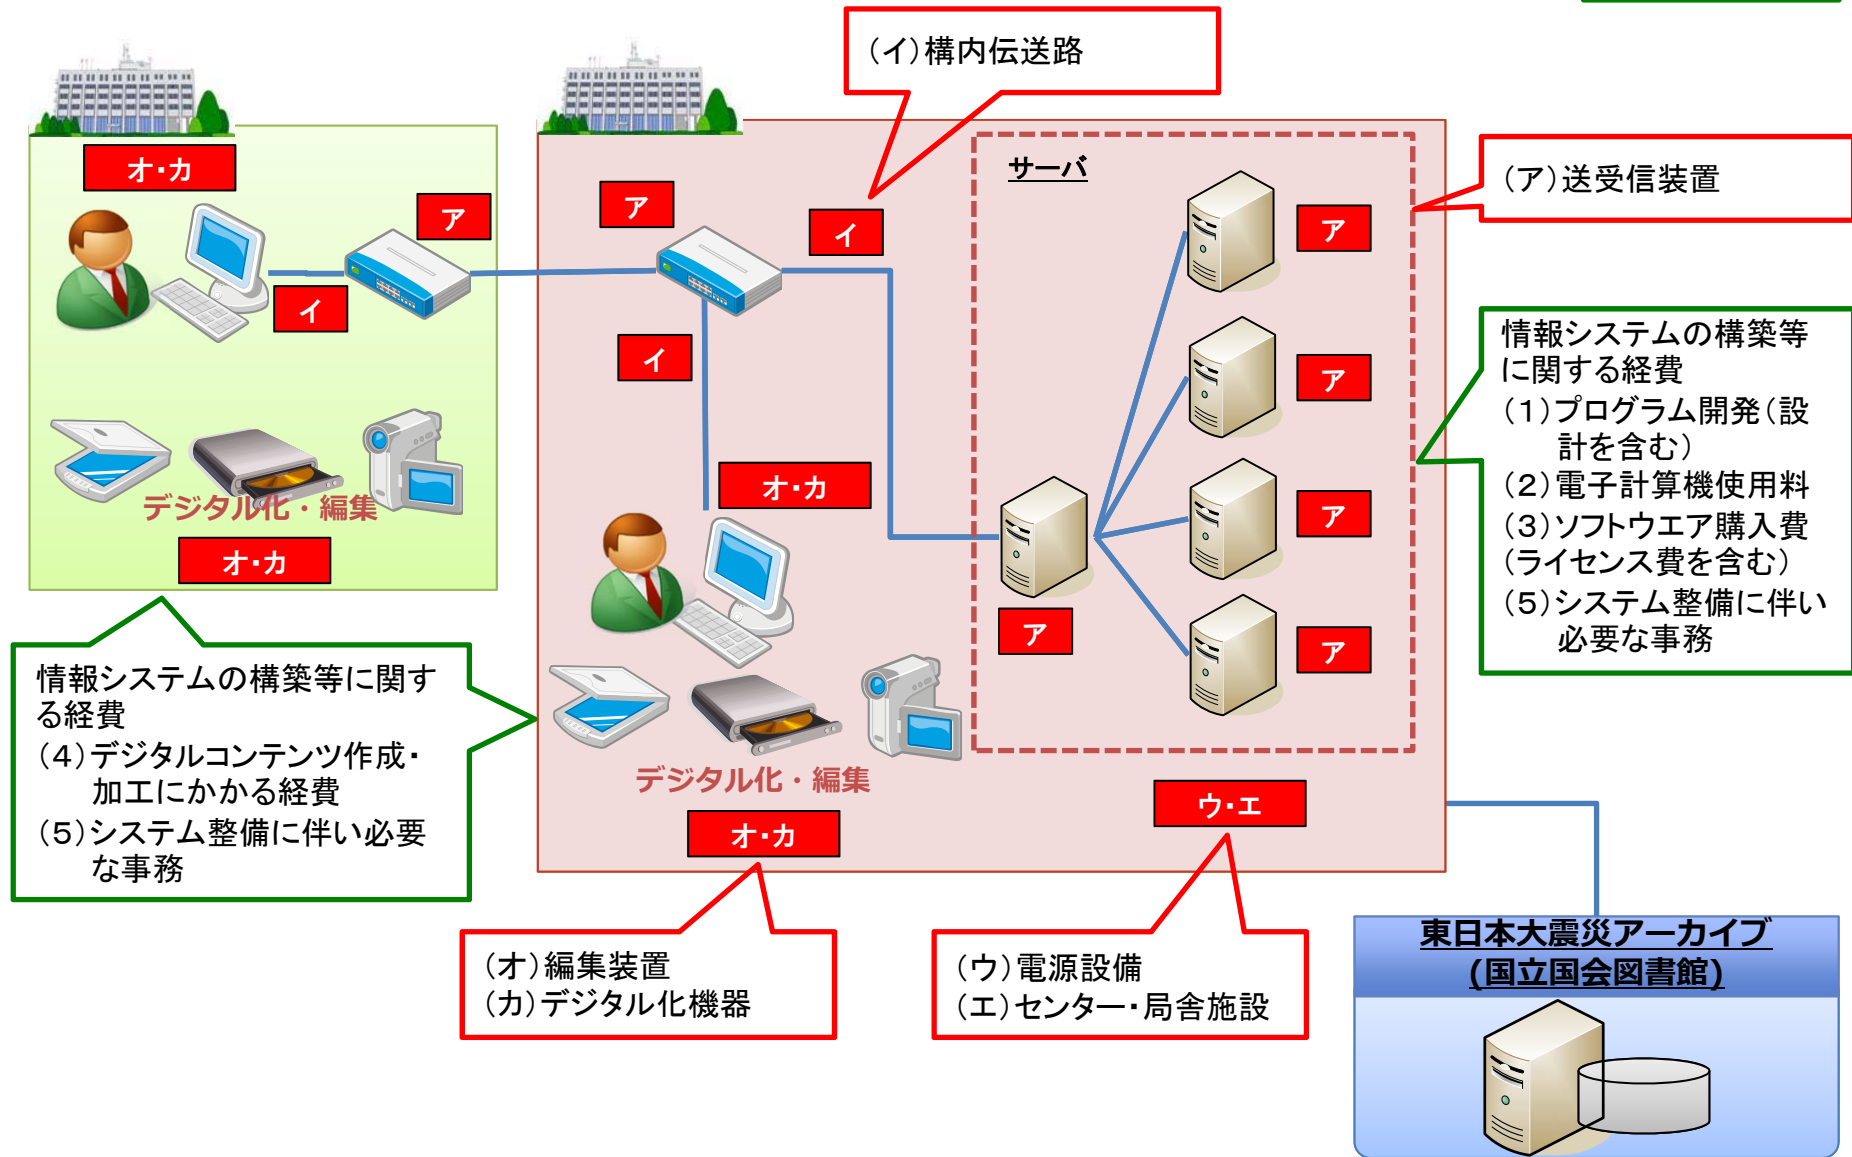 (イ)構内伝送路
オ・カ
ア
イ
デジタル化・編集
オ・カ
ア
イ
イ
オ・カ
デジタル化・編集
オ・カ
サーバ
ア
ア
ア
ア
ア
ウ・エ
(ア)送受信装置
情報システムの構築等
に関する経費
(1)プログラム開発(設
計を含む)
(2)電子計算機使用料
(3)ソフトウエア購入費
(ライセンス費を含む)
(5)システム整備に伴い
必要な事務
情報システムの構築等に関す
る経費
(4)デジタルコンテンツ作成・
加工にかかる経費
(5)システム整備に伴い必要
な事務
(オ)編集装置
(カ)デジタル化機器
(ウ)電源設備
(エ)センター・局舎施設
東日本大震災アーカイブ
(国立国会図書館)